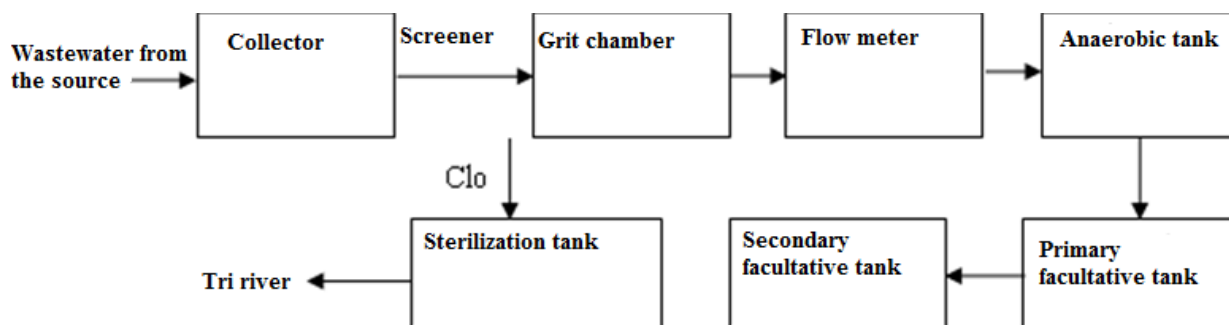 Wastewater from
the source
Collector
Screener
Grit chamber
Flow meter
Anaerobic tank
Clo
Tri river
Sterilization tank
Secondary
facultative tank
Primary
facultative tank